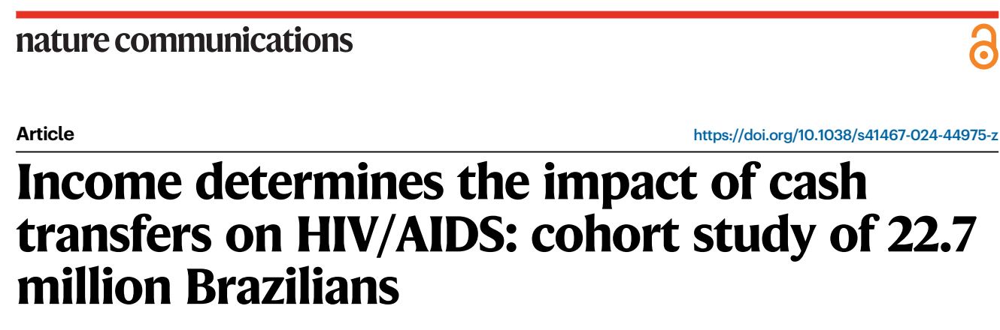 nature communications
Article
https://doi.org/10.1038/s41467-024-44975-z
Income determines the impact of cash
transfers on HIV/AIDS: cohort study of 22.7
million Brazilians